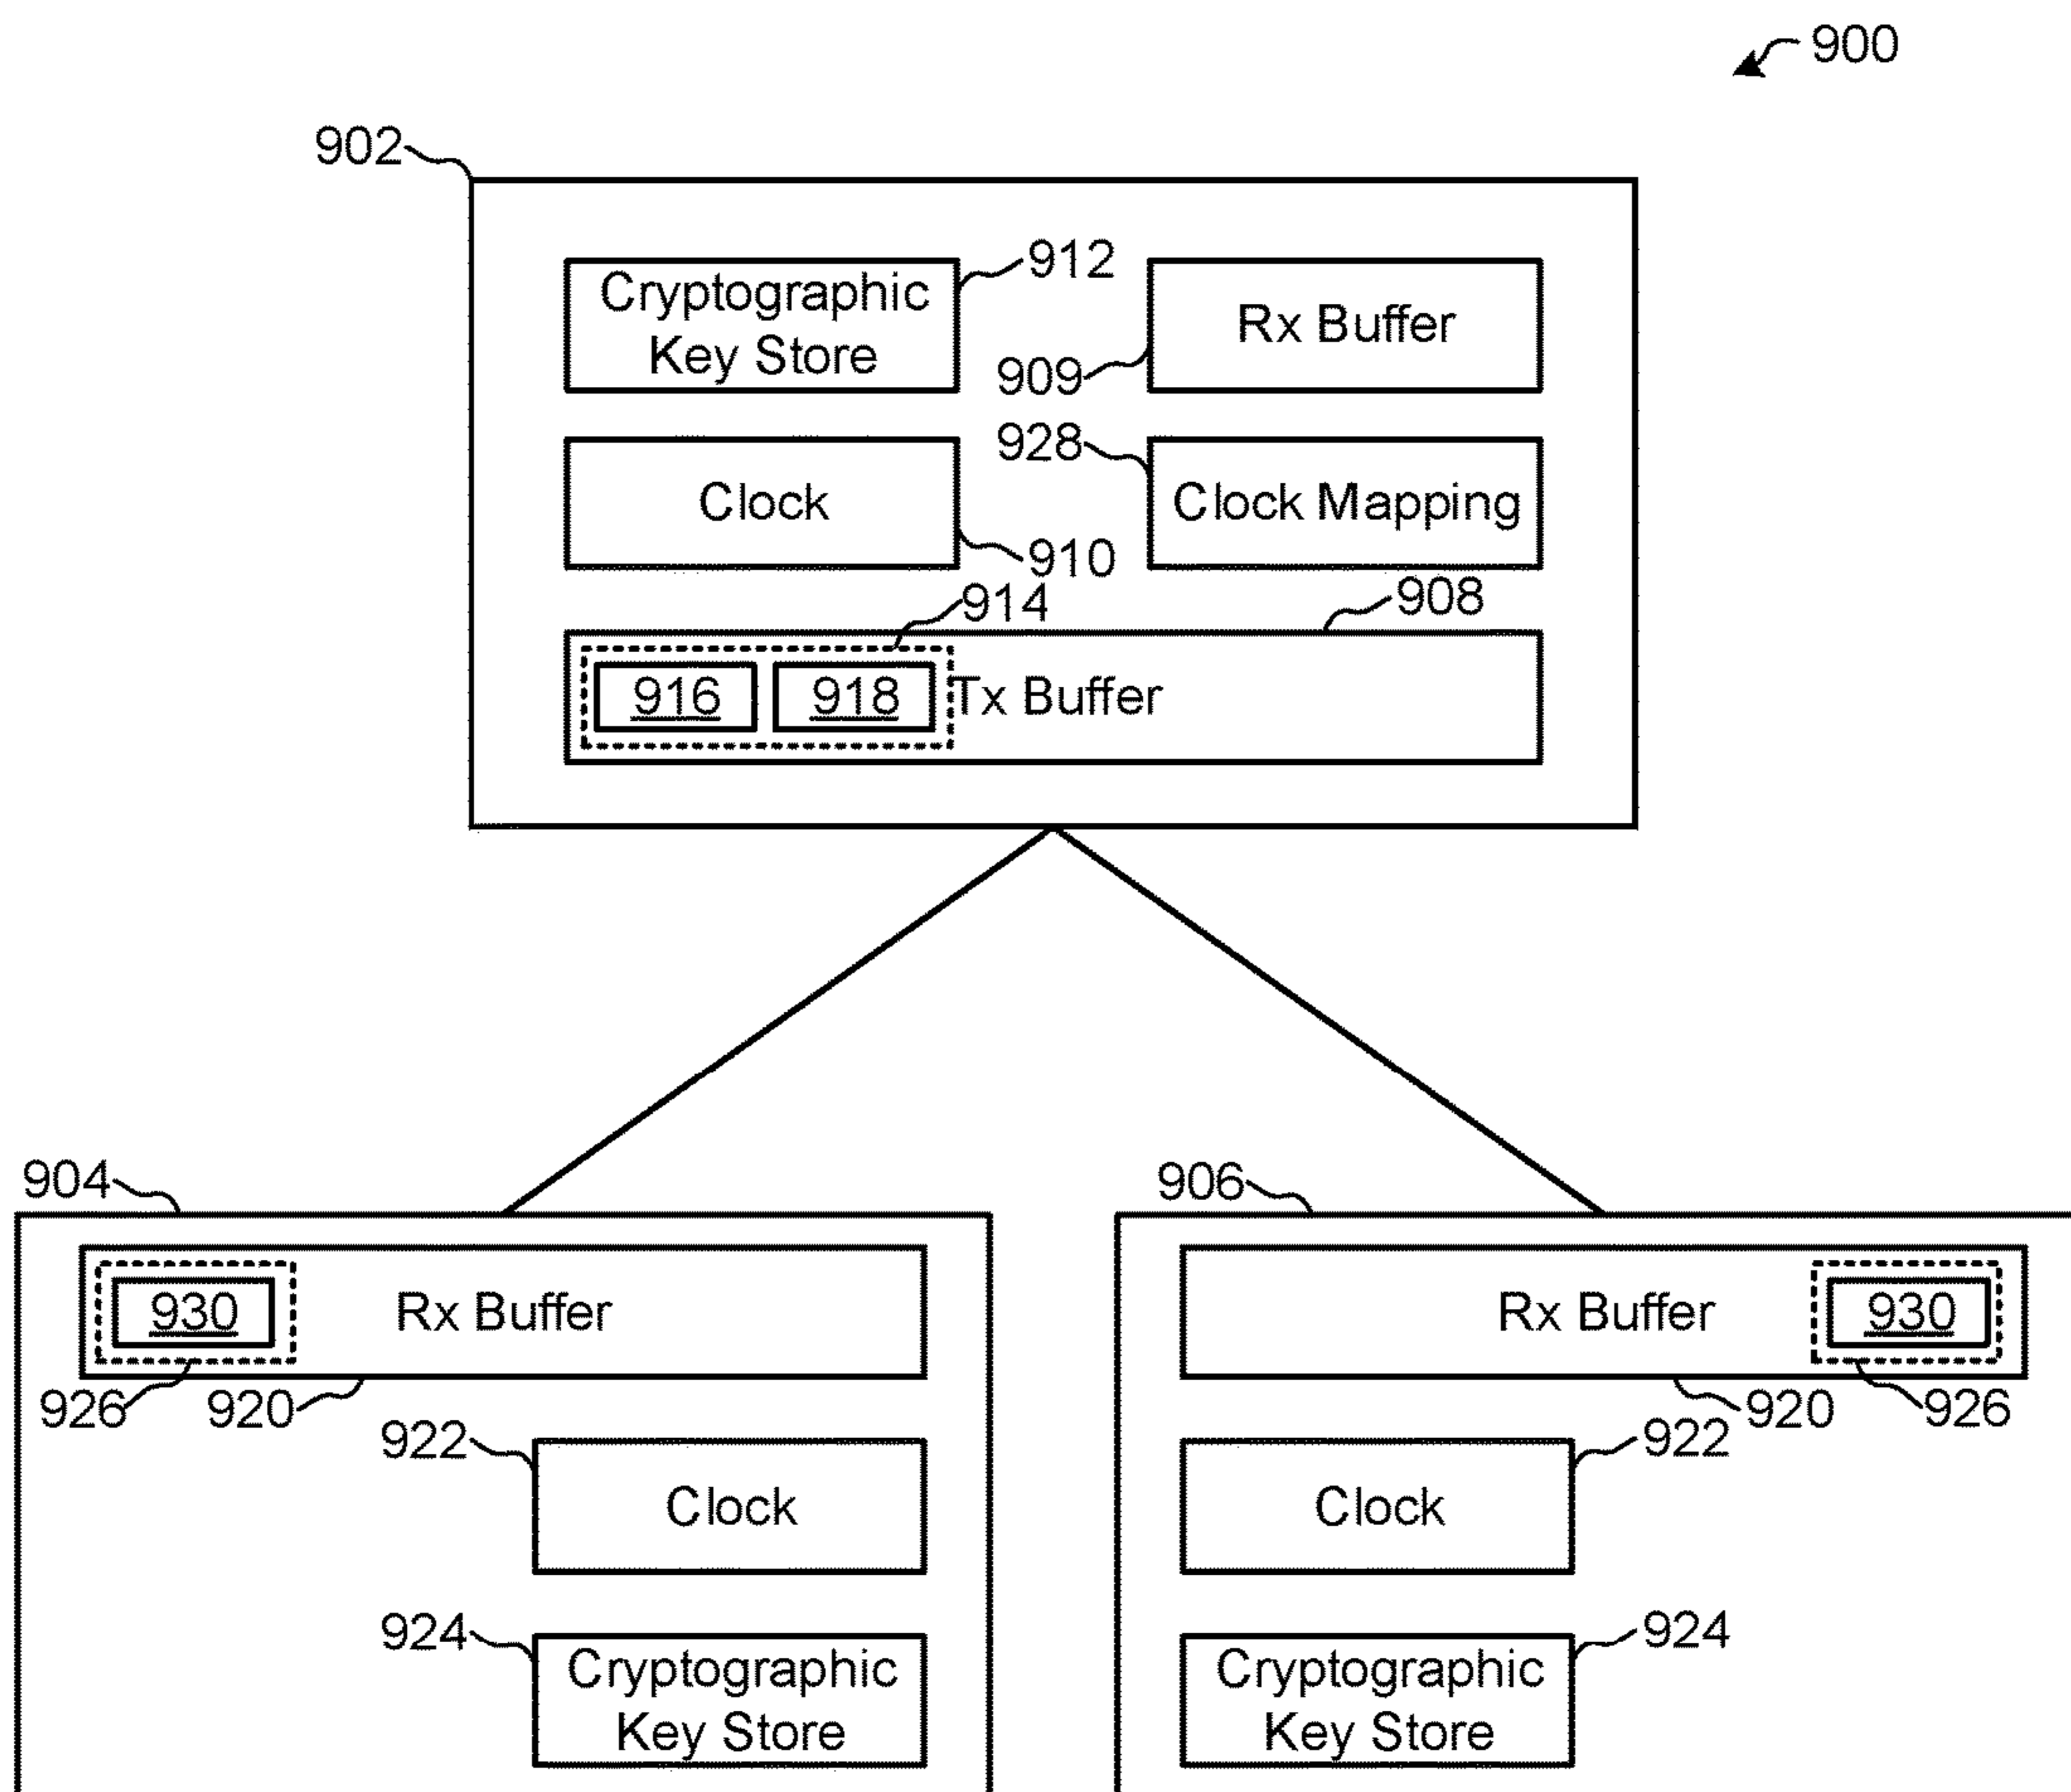 900
902
912
Cryptographic
Key Store
Rx Buffer
909
928
Clock
Clock Mapping
910
914
908
916
918
Tx Buffer
904
906
930
Rx Buffer
Rx Buffer
930
926
920
920
926
922
Clock
922
Clock
924
Cryptographic
Key Store
924
Cryptographic
Key Store